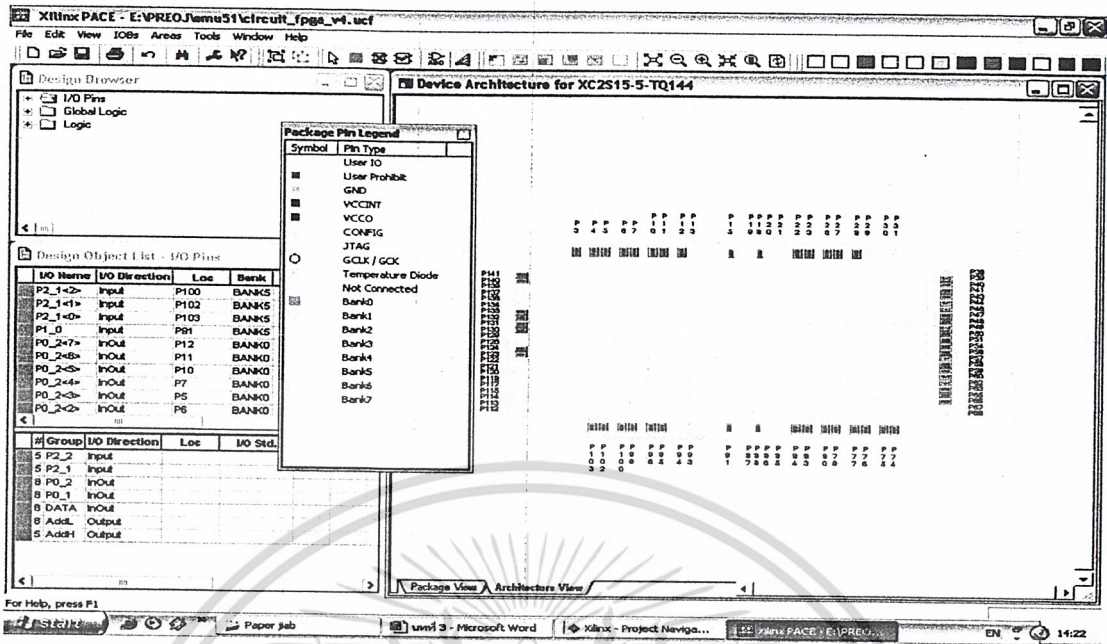 Xilinx PACE - E:\PREOJ\emu51\circuit_fpga_v4.ucf
File Edit View IOBs Areas Tools Window Help
Design Browser
I/O Pins
Global Logic
Logic
Device Architecture for XC2S15-5-TQ144
Package Pin Legend
Symbol Pin Type
User IO
User Prohibit
GND
VCCINT
VCCO
CONFIG
JTAG
GCLK / GCK
Temperature Diode
Not Connected
Bank0
Bank1
Bank2
Bank3
Bank4
Bank5
Bank6
Bank7
Design Object List - I/O Pins
I/O Name I/O Direction Loc Bank
P2_1<2> Input P100 BANK5
P2_1<1> Input P102 BANK5
P2_1<0> Input P103 BANK5
P1_0 Input P91 BANK5
P0_2<7> InOut P12 BANK0
P0_2<6> InOut P11 BANK0
P0_2<5> InOut P10 BANK0
P0_2<4> InOut P7 BANK0
P0_2<3> InOut P5 BANK0
P0_2<2> InOut P6 BANK0
# Group I/O Direction Loc I/O Std.
5 P2_2 Input
5 P2_1 Input
8 P0_2 InOut
8 P0_1 InOut
8 DATA InOut
8 AddL Output
5 AddH Output
P141
Package View Architecture View
For Help, press F1
start Paper jiab บทที่ 3 - Microsoft Word Xilinx - Project Naviga... Xilinx PACE - E:\PREO... EN 14:22